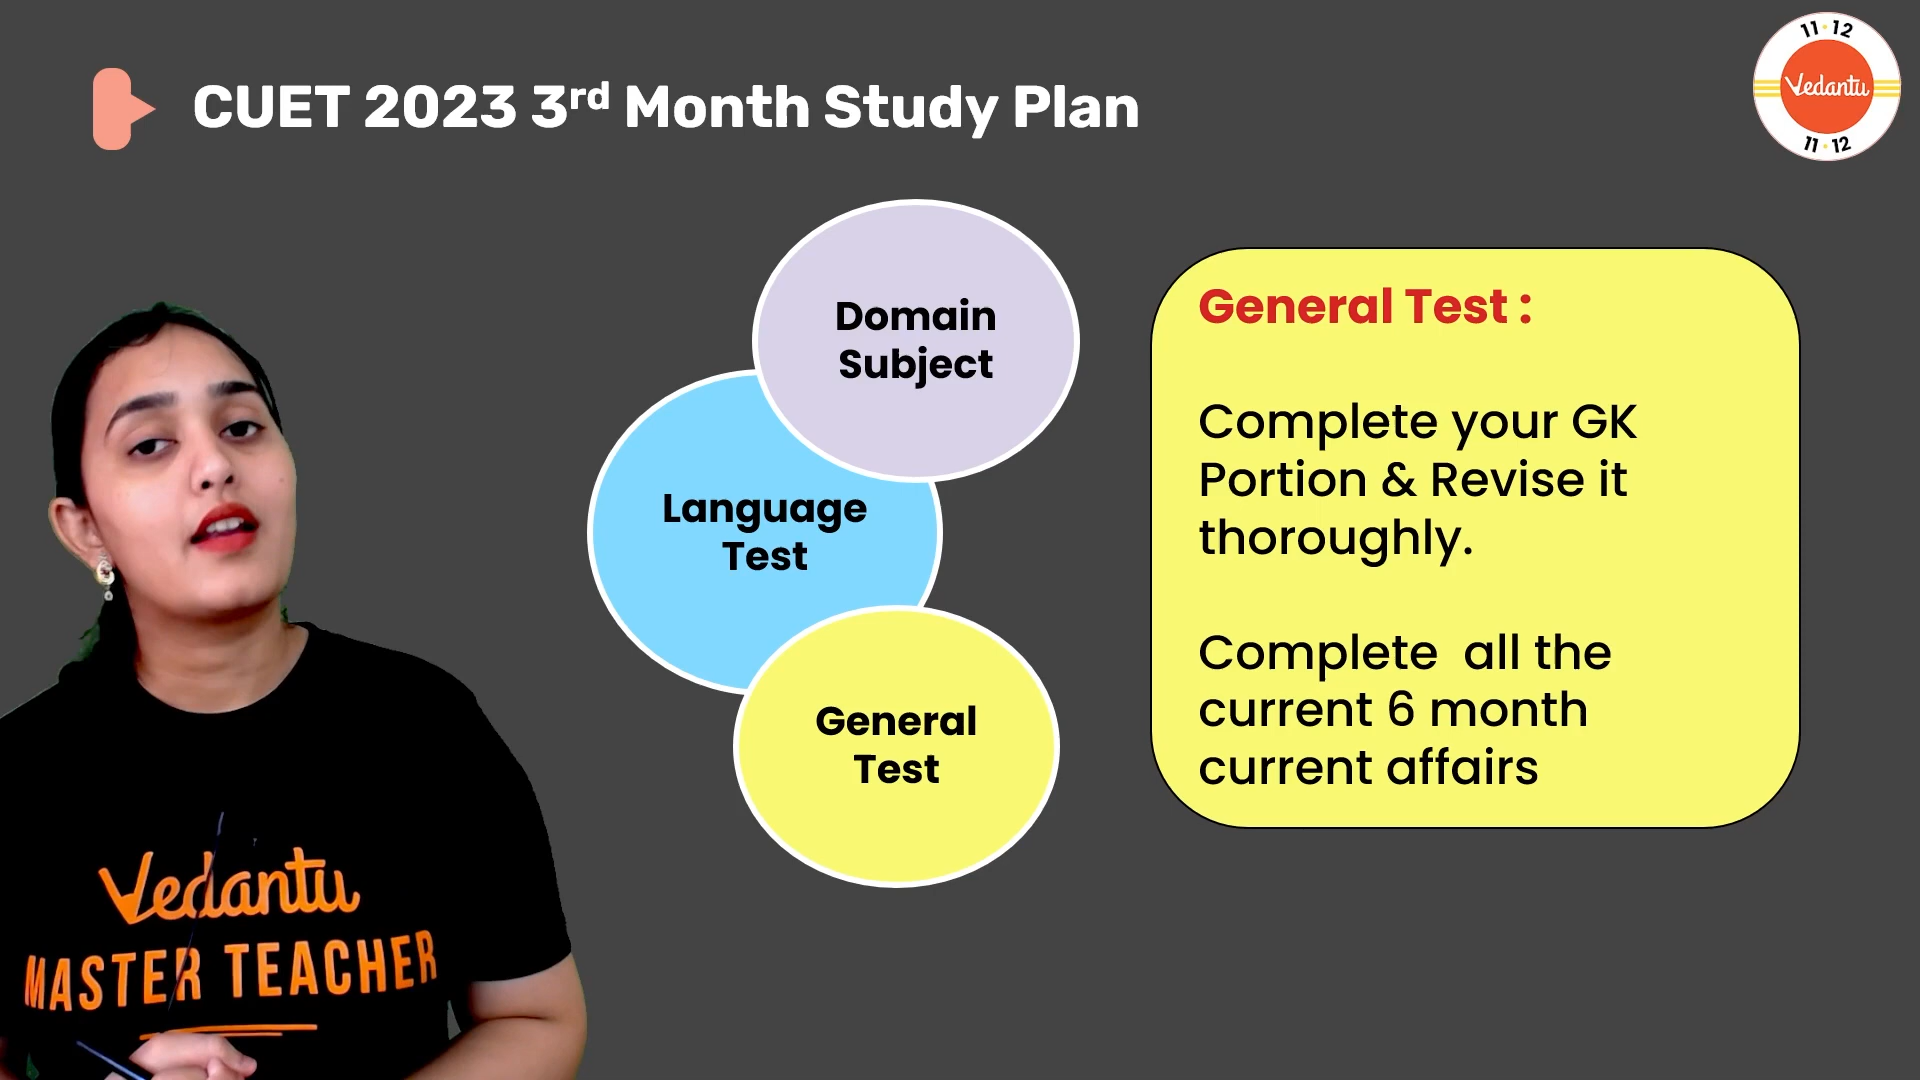 CUET 2023 3rd Month Study Plan
11 · 12
Vedantu
11 · 12
Domain
Subject
Language
Test
General
Test
General Test :
Complete your GK
Portion & Revise it
thoroughly.
Complete  all the
current 6 month
current affairs
Vedantu
MASTER TEACHER